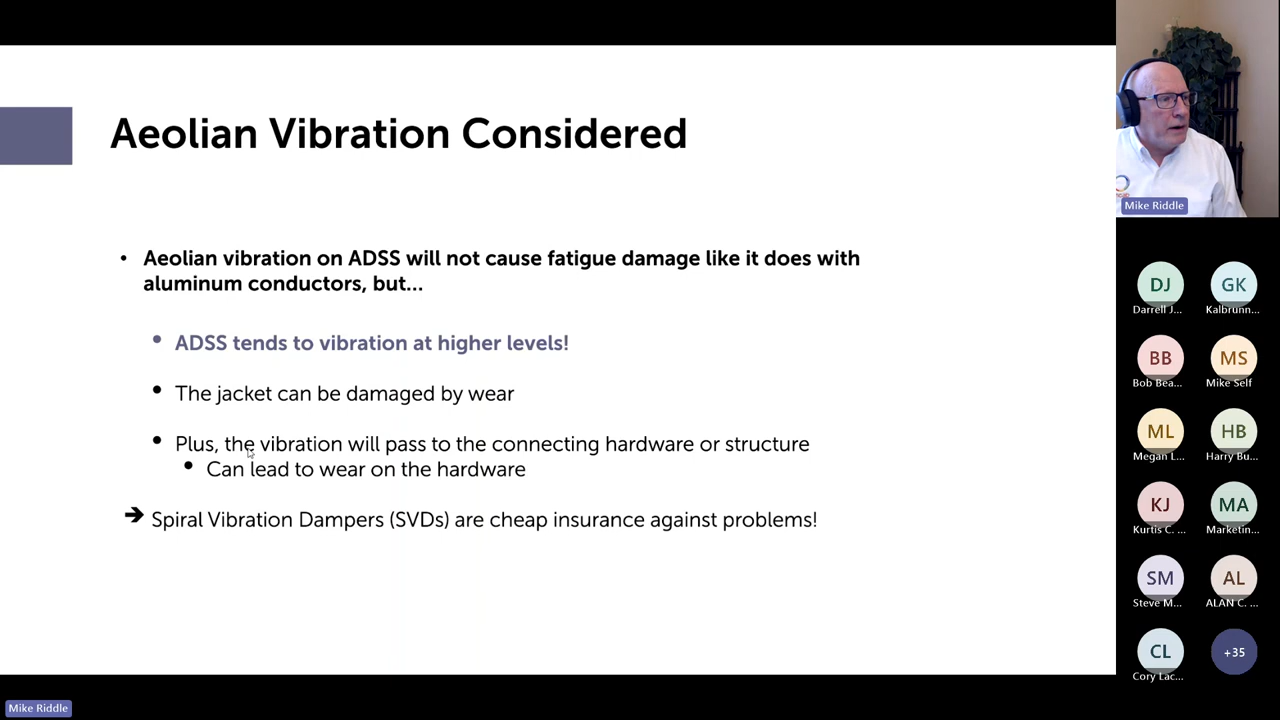 Aeolian Vibration Considered
• Aeolian vibration on ADSS will not cause fatigue damage like it does with
aluminum conductors, but...
• ADSS tends to vibration at higher levels!
• The jacket can be damaged by wear
• Plus, the vibration will pass to the connecting hardware or structure
• Can lead to wear on the hardware
➔ Spiral Vibration Dampers (SVDs) are cheap insurance against problems!
Mike Riddle
Mike Riddle
DJ
GK
Darrell J...
Kalbrunn...
BB
MS
Bob Bea...
Mike Self
ML
HB
Megan L...
Harry Bu...
KJ
MA
Kurtis C. ...
Marketin...
SM
AL
Steve M...
ALAN C. ...
CL
+35
Cory Lac...